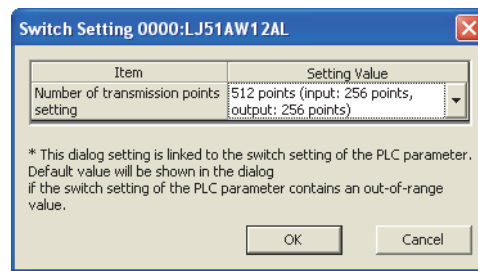 Switch Setting 0000:LJ51AW12AL
Item
Setting Value
Number of transmission points
setting
512 points (input: 256 points,
output: 256 points)
* This dialog setting is linked to the switch setting of the PLC parameter.
Default value will be shown in the dialog
if the switch setting of the PLC parameter contains an out-of-range
value.
OK
Cancel